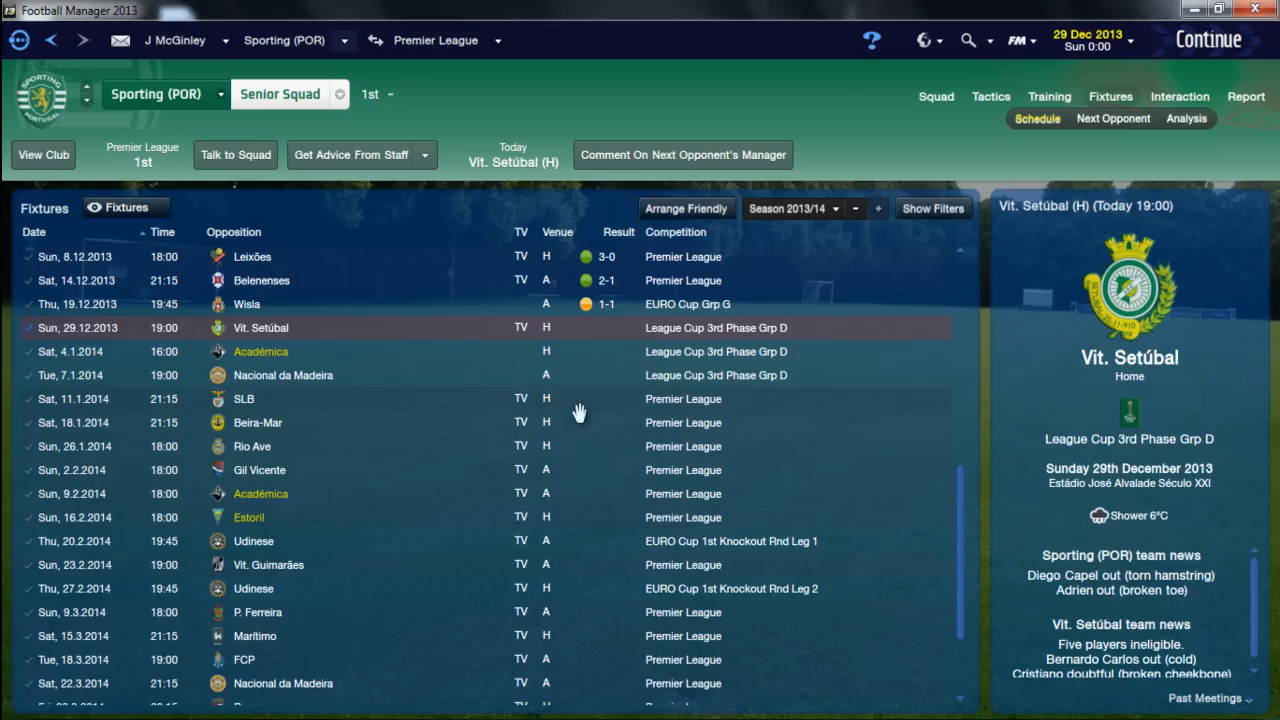 Football Manager 2013
J McGinley Sporting (POR) Premier League ? FM 29 Dec 2013 Sun 0:00 Continue
Sporting (POR) Senior Squad 1st - Squad Tactics Training Fixtures Interaction Report
Schedule Next Opponent Analysis
View Club Premier League 1st Talk to Squad Get Advice From Staff Today Vit. Setúbal (H) Comment On Next Opponent's Manager
Fixtures Fixtures Arrange Friendly Season 2013/14 - + Show Filters
Date Time Opposition TV Venue Result Competition
Sun, 8.12.2013 18:00 Leixões TV H 3-0 Premier League
Sat, 14.12.2013 21:15 Belenenses TV A 2-1 Premier League
Thu, 19.12.2013 19:45 Wisla A 1-1 EURO Cup Grp G
Sun, 29.12.2013 19:00 Vit. Setúbal TV H League Cup 3rd Phase Grp D
Sat, 4.1.2014 16:00 Académica H League Cup 3rd Phase Grp D
Tue, 7.1.2014 19:00 Nacional da Madeira A League Cup 3rd Phase Grp D
Sat, 11.1.2014 21:15 SLB TV H Premier League
Sat, 18.1.2014 21:15 Beira-Mar TV H Premier League
Sun, 26.1.2014 18:00 Rio Ave TV H Premier League
Sun, 2.2.2014 18:00 Gil Vicente TV A Premier League
Sun, 9.2.2014 18:00 Académica TV A Premier League
Sun, 16.2.2014 18:00 Estoril TV H Premier League
Thu, 20.2.2014 19:45 Udinese TV A EURO Cup 1st Knockout Rnd Leg 1
Sun, 23.2.2014 19:00 Vit. Guimarães TV A Premier League
Thu, 27.2.2014 19:45 Udinese TV H EURO Cup 1st Knockout Rnd Leg 2
Sun, 9.3.2014 18:00 P. Ferreira TV A Premier League
Sat, 15.3.2014 21:15 Marítimo TV H Premier League
Tue, 18.3.2014 19:00 FCP TV A Premier League
Sat, 22.3.2014 21:15 Nacional da Madeira TV A Premier League
Vit. Setúbal (H) (Today 19:00)
Vit. Setúbal
Home
League Cup 3rd Phase Grp D
Sunday 29th December 2013
Estádio José Alvalade Século XXI
Shower 6°C
Sporting (POR) team news
Diego Capel out (torn hamstring)
Adrien out (broken toe)
Vit. Setúbal team news
Five players ineligible.
Bernardo Carlos out (cold)
Cristiano doubtful (broken cheekbone)
Past Meetings